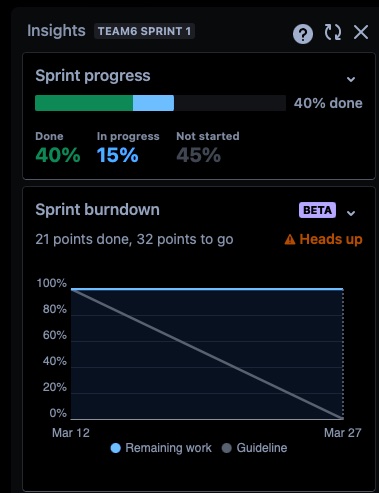 Insights TEAM6 SPRINT 1
Sprint progress
40% done
Done In progress Not started
40% 15% 45%
Sprint burndown BETA
21 points done, 32 points to go Heads up
100%
80%
60%
40%
20%
0%
Mar 12 Mar 27
Remaining work Guideline